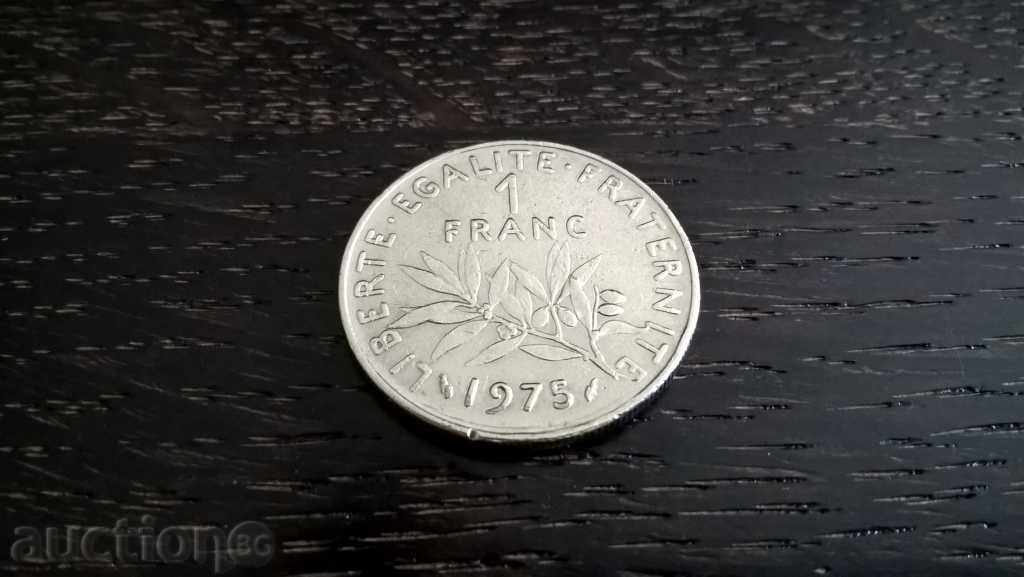 LIBERTE · EGALITE · FRATERNITE
1
FRANC
1975
auction BG